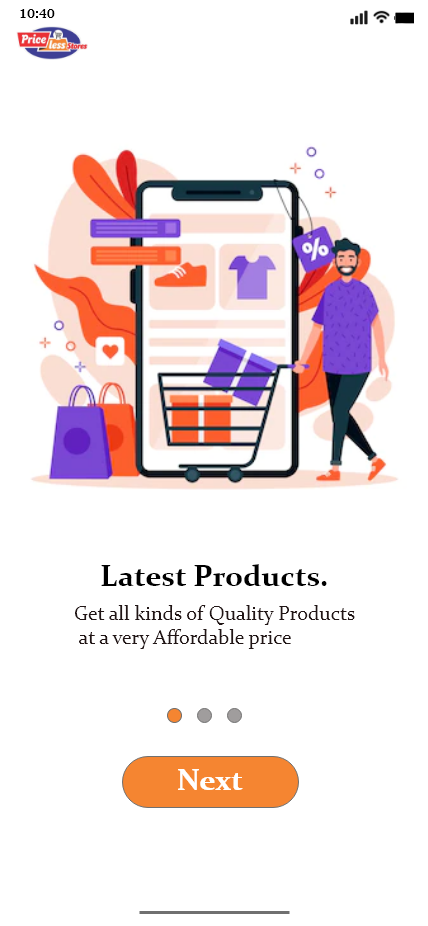 10:40
Price
less Stores
%
Latest Products.
Get all kinds of Quality Products
at a very Affordable price
Next